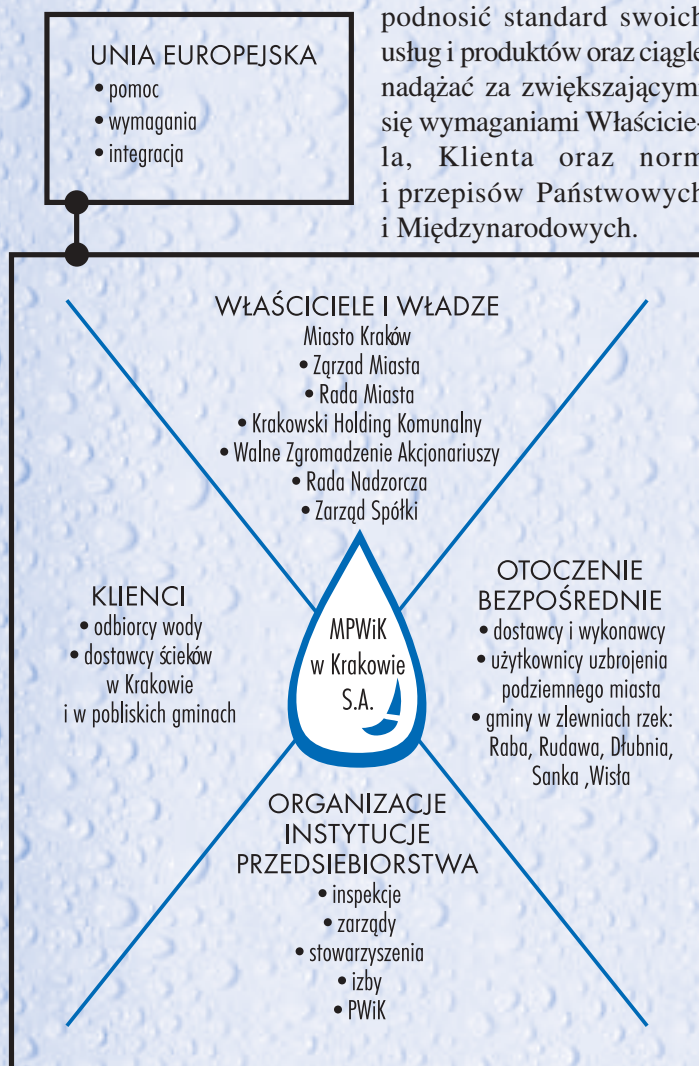 podnosić standard swoich
usług i produktów oraz ciągle
nadążać za zwiększającymi
się wymaganiami Właścicie-
la, Klienta oraz norm
i przepisów Państwowych
i Międzynarodowych.
UNIA EUROPEJSKA
• pomoc
• wymagania
• integracja
WŁAŚCICIELE I WŁADZE
Miasto Kraków
• Zqrzad Miasta
• Rada Miasta
• Krakowski Holding Komunalny
• Walne Zgromadzenie Akcjonariuszy
• Rada Nadzorcza
• Zarząd Spółki
KLIENCI
• odbiorcy wody
• dostawcy ścieków
w Krakowie
i w pobliskich gminach
MPWiK
w Krakowie
S.A.
OTOCZENIE
BEZPOŚREDNIE
• dostawcy i wykonawcy
• użytkownicy uzbrojenia
podziemnego miasta
• gminy w zlewniach rzek:
Raba, Rudawa, Dłubnia,
Sanka ,Wisła
ORGANIZACJE
INSTYTUCJE
PRZEDSIEBIORSTWA
• inspekcje
• zarządy
• stowarzyszenia
• izby
• PWiK